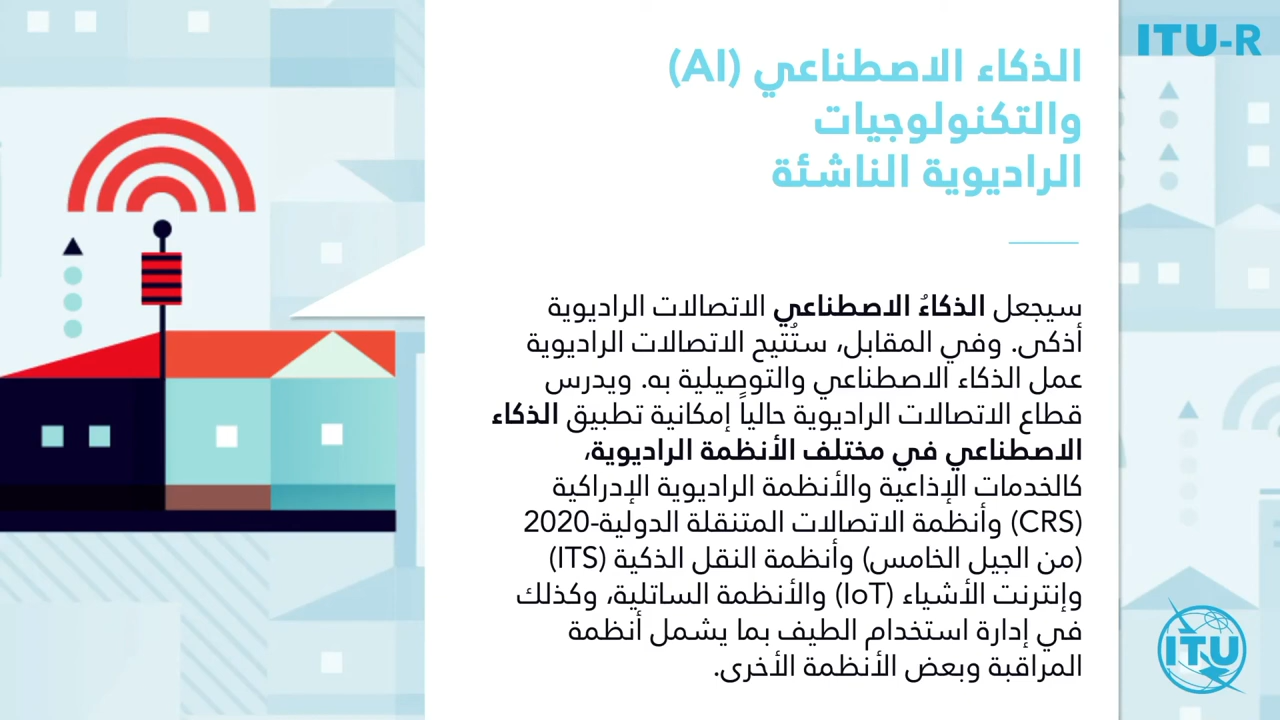 ITU-R
الذكاء الاصطناعي (AI)
والتكنولوجيات
الراديوية الناشئة
سيجعل الذكاءُ الاصطناعي الاتصالات الراديوية
أذكى. وفي المقابل، ستُتيح الاتصالات الراديوية
عمل الذكاء الاصطناعي والتوصيلية به. ويدرس
قطاع الاتصالات الراديوية حالياً إمكانية تطبيق الذكاء
الاصطناعي في مختلف الأنظمة الراديوية،
كالخدمات الإذاعية والأنظمة الراديوية الإدراكية
(CRS) وأنظمة الاتصالات المتنقلة الدولية-2020
(من الجيل الخامس) وأنظمة النقل الذكية (ITS)
وإنترنت الأشياء (IoT) والأنظمة الساتلية، وكذلك
في إدارة استخدام الطيف بما يشمل أنظمة
المراقبة وبعض الأنظمة الأخرى.
ITU